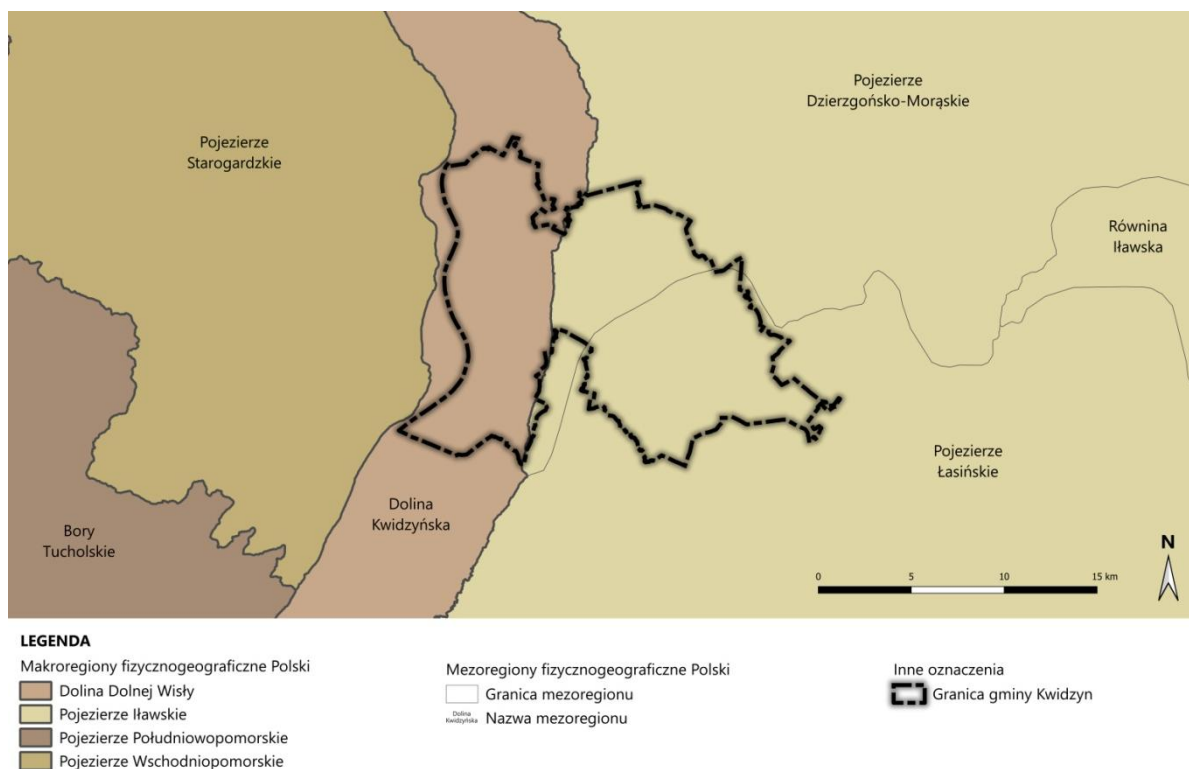 Pojezierze
Dzierzgońsko-Morąskie
Pojezierze
Starogardzkie
Równina
Iławska
Pojezierze
Łasińskie
Dolina
Kwidzyńska
Bory
Tucholskie
N
0 5 10 15 km
LEGENDA
Makroregiony fizycznogeograficzne Polski
Dolina Dolnej Wisły
Pojezierze Iławskie
Pojezierze Południowopomorskie
Pojezierze Wschodniopomorskie
Mezoregiony fizycznogeograficzne Polski
Granica mezoregionu
Dolina
Kwidzyńska
Nazwa mezoregionu
Inne oznaczenia
Granica gminy Kwidzyn